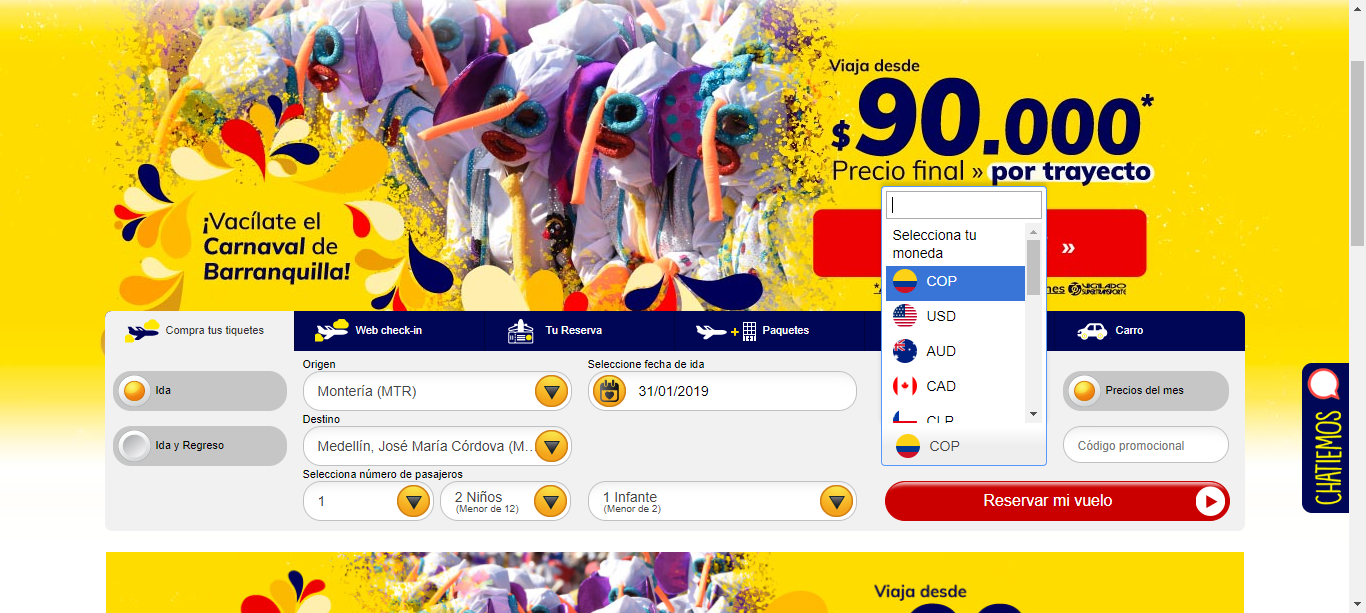 Viaja desde
$90.000*
Precio final » por trayecto
¡Vacílate el
Carnaval de
Barranquilla!
»
Selecciona tu
moneda
COP
USD
AUD
CAD
CLP
COP
VIGILADO
SUPERTRANSPORTE
Compra tus tiquetes
Web check-in
Tu Reserva
Paquetes
Carro
Ida
Ida y Regreso
Origen
Montería (MTR)
Seleccione fecha de ida
31/01/2019
Destino
Medellín, José María Córdova (M...
Selecciona número de pasajeros
1
2 Niños
(Menor de 12)
1 Infante
(Menor de 2)
Precios del mes
Código promocional
Reservar mi vuelo
CHATIEMOS
Viaja desde